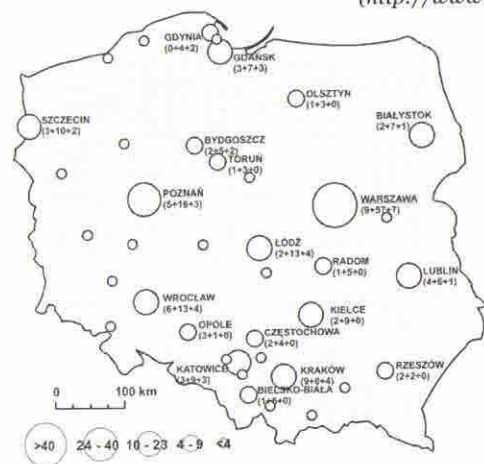 (http://www
GDYNIA
(0+4+2)
GDAŃSK
(3+7+3)
OLSZTYN
(1+3+0)
BIAŁYSTOK
(2+7+1)
SZCZECIN
(3+10+2)
BYDGOSZCZ
(2+5+2)
TORUŃ
(1+3+0)
POZNAŃ
(5+16+3)
WARSZAWA
(9+57+7)
ŁÓDŹ
(2+13+4)
RADOM
(1+5+0)
LUBLIN
(4+6+1)
WROCŁAW
(6+13+4)
KIELCE
(2+9+0)
OPOLE
(3+1+0)
CZĘSTOCHOWA
(2+4+0)
KATOWICE
(3+9+3)
KRAKÓW
(9+6+4)
RZESZÓW
(2+2+0)
BIELSKO-BIAŁA
(1+6+0)
0 100 km
>40 24 - 40 10 - 23 4 - 9 <4